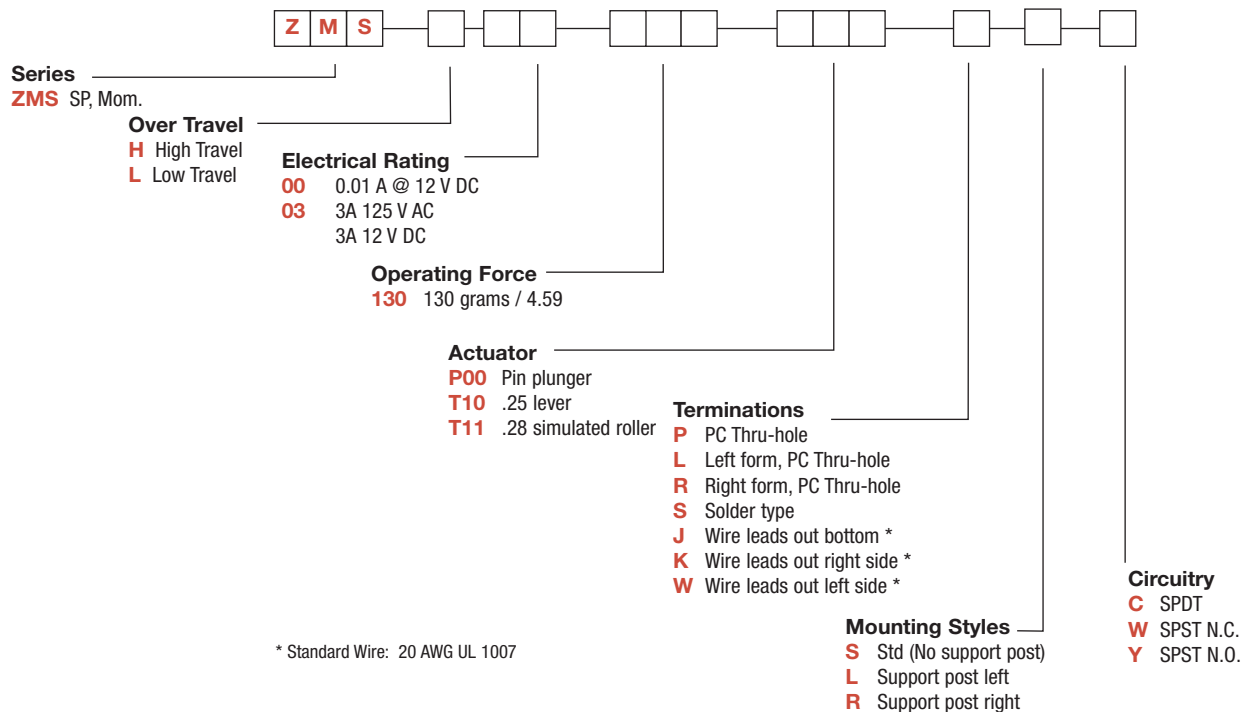 Z M S
Series
ZMS SP, Mom.
Over Travel
H High Travel
L Low Travel
Electrical Rating
00 0.01 A @ 12 V DC
03 3A 125 V AC
3A 12 V DC
Operating Force
130 130 grams / 4.59
Actuator
P00 Pin plunger
T10 .25 lever
T11 .28 simulated roller
Terminations
P PC Thru-hole
L Left form, PC Thru-hole
R Right form, PC Thru-hole
S Solder type
J Wire leads out bottom *
K Wire leads out right side *
W Wire leads out left side *
Mounting Styles
S Std (No support post)
L Support post left
R Support post right
Circuitry
C SPDT
W SPST N.C.
Y SPST N.O.
* Standard Wire: 20 AWG UL 1007